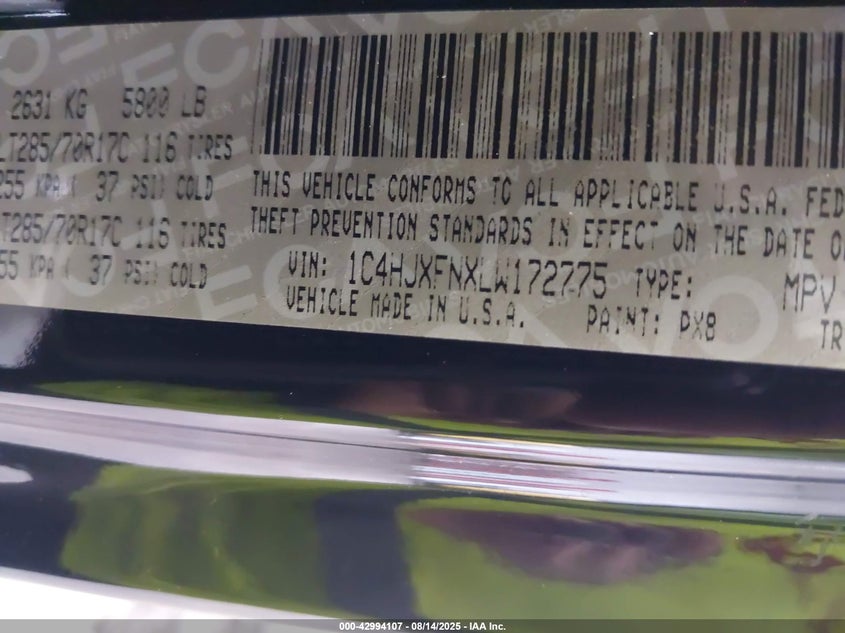 2631 KG 5800 LB
LT285/70R17C 116 TIRES
255 KPA ( 37 PSI) COLD
LT285/70R17C 116 TIRES
255 KPA ( 37 PSI) COLD
THIS VEHICLE CONFORMS TO ALL APPLICABLE U.S.A. FED
THEFT PREVENTION STANDARDS IN EFFECT ON THE DATE O
VIN: 1C4HJXFNXLW172775 TYPE: MPV
VEHICLE MADE IN U.S.A. PAINT: PX8 TR
000-42994107 - 08/14/2025 - IAA Inc.